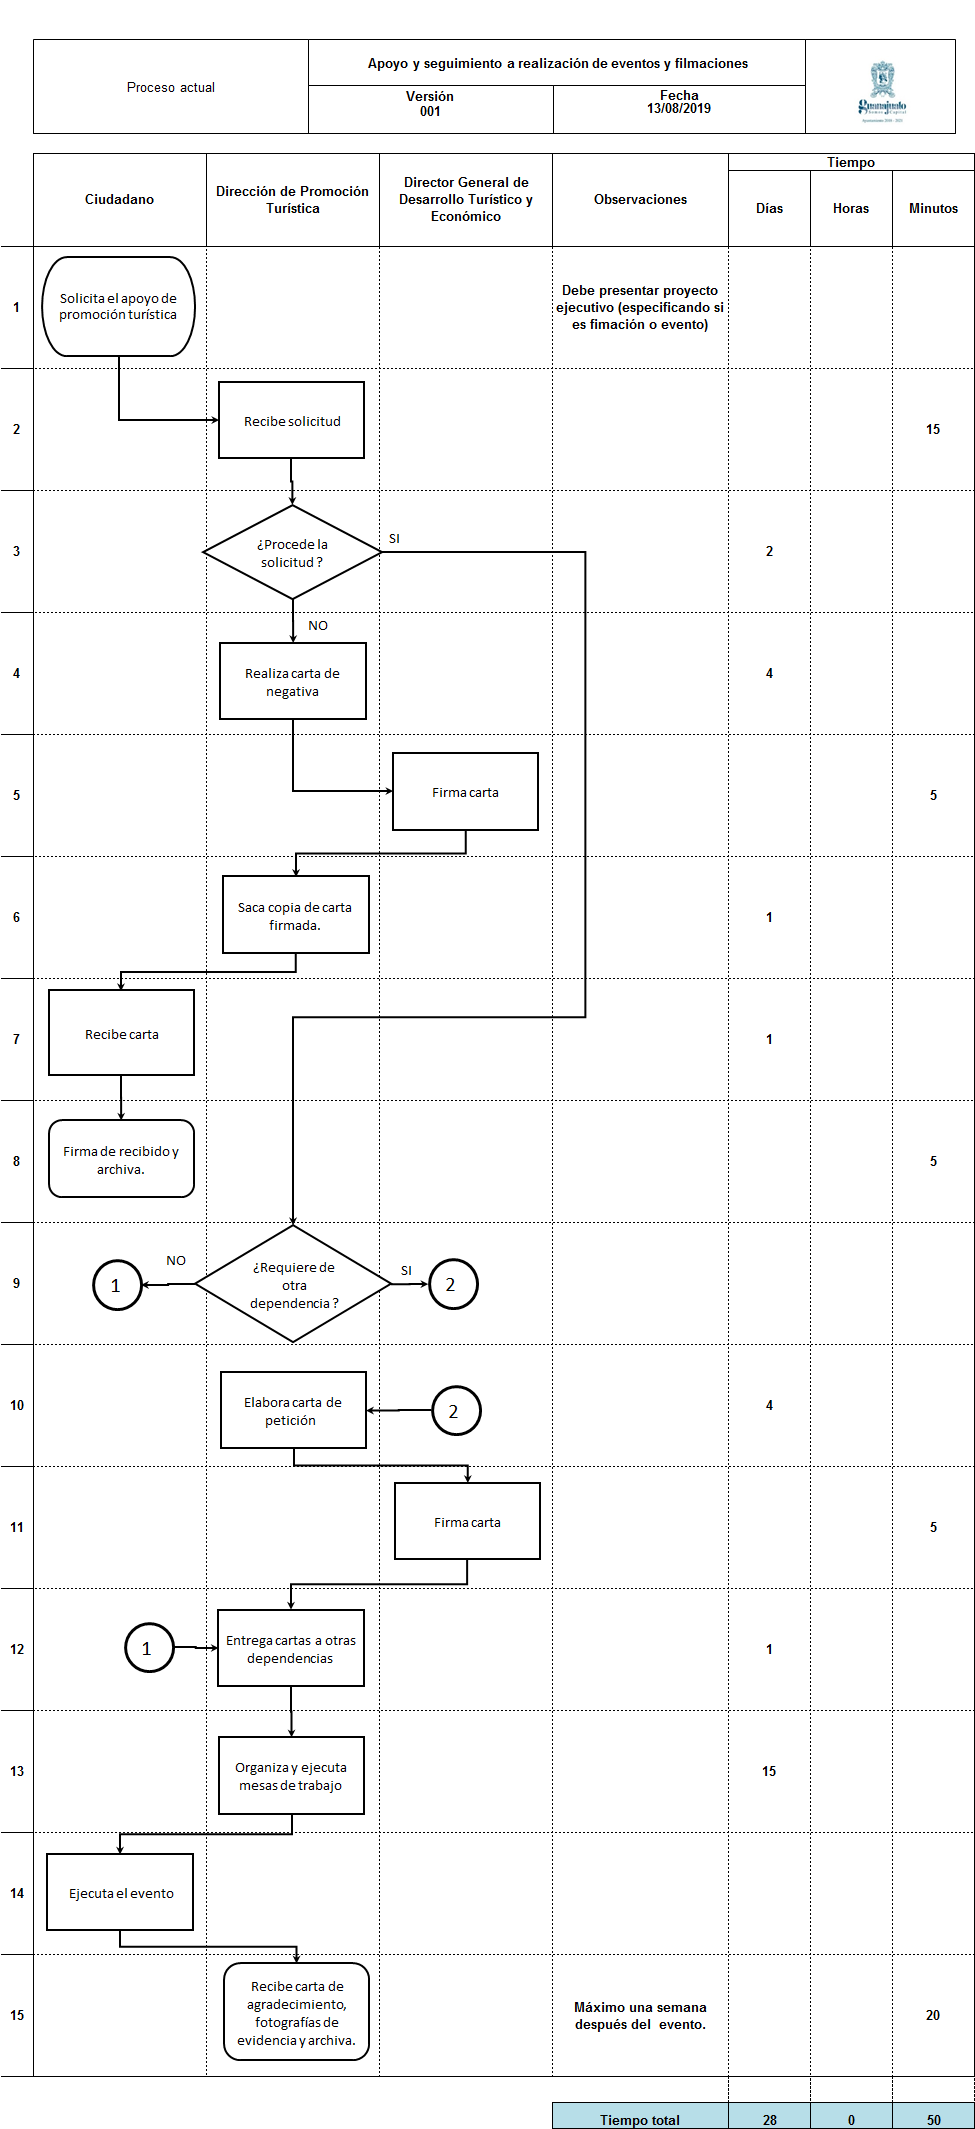 Proceso actual
Apoyo y seguimiento a realización de eventos y filmaciones
Versión
001
Fecha
13/08/2019
Guanajuato
Somos Capital
Ayuntamiento 2018 - 2021
Ciudadano
Dirección de Promoción
Turística
Director General de
Desarrollo Turístico y
Económico
Observaciones
Tiempo
Días
Horas
Minutos
1
Solicita el apoyo de
promoción turística
Debe presentar proyecto
ejecutivo (especificando si
es fimación o evento)
2
Recibe solicitud
15
3
¿Procede la
solicitud ?
SI
2
NO
4
Realiza carta de
negativa
4
5
Firma carta
5
6
Saca copia de carta
firmada.
1
7
Recibe carta
1
8
Firma de recibido y
archiva.
5
9
1
NO
¿Requiere de
otra
dependencia ?
SI
2
10
Elabora carta de
petición
2
4
11
Firma carta
5
12
1
Entrega cartas a otras
dependencias
1
13
Organiza y ejecuta
mesas de trabajo
15
14
Ejecuta el evento
15
Recibe carta de
agradecimiento,
fotografías de
evidencia y archiva.
Máximo una semana
después del evento.
20
Tiempo total
28
0
50